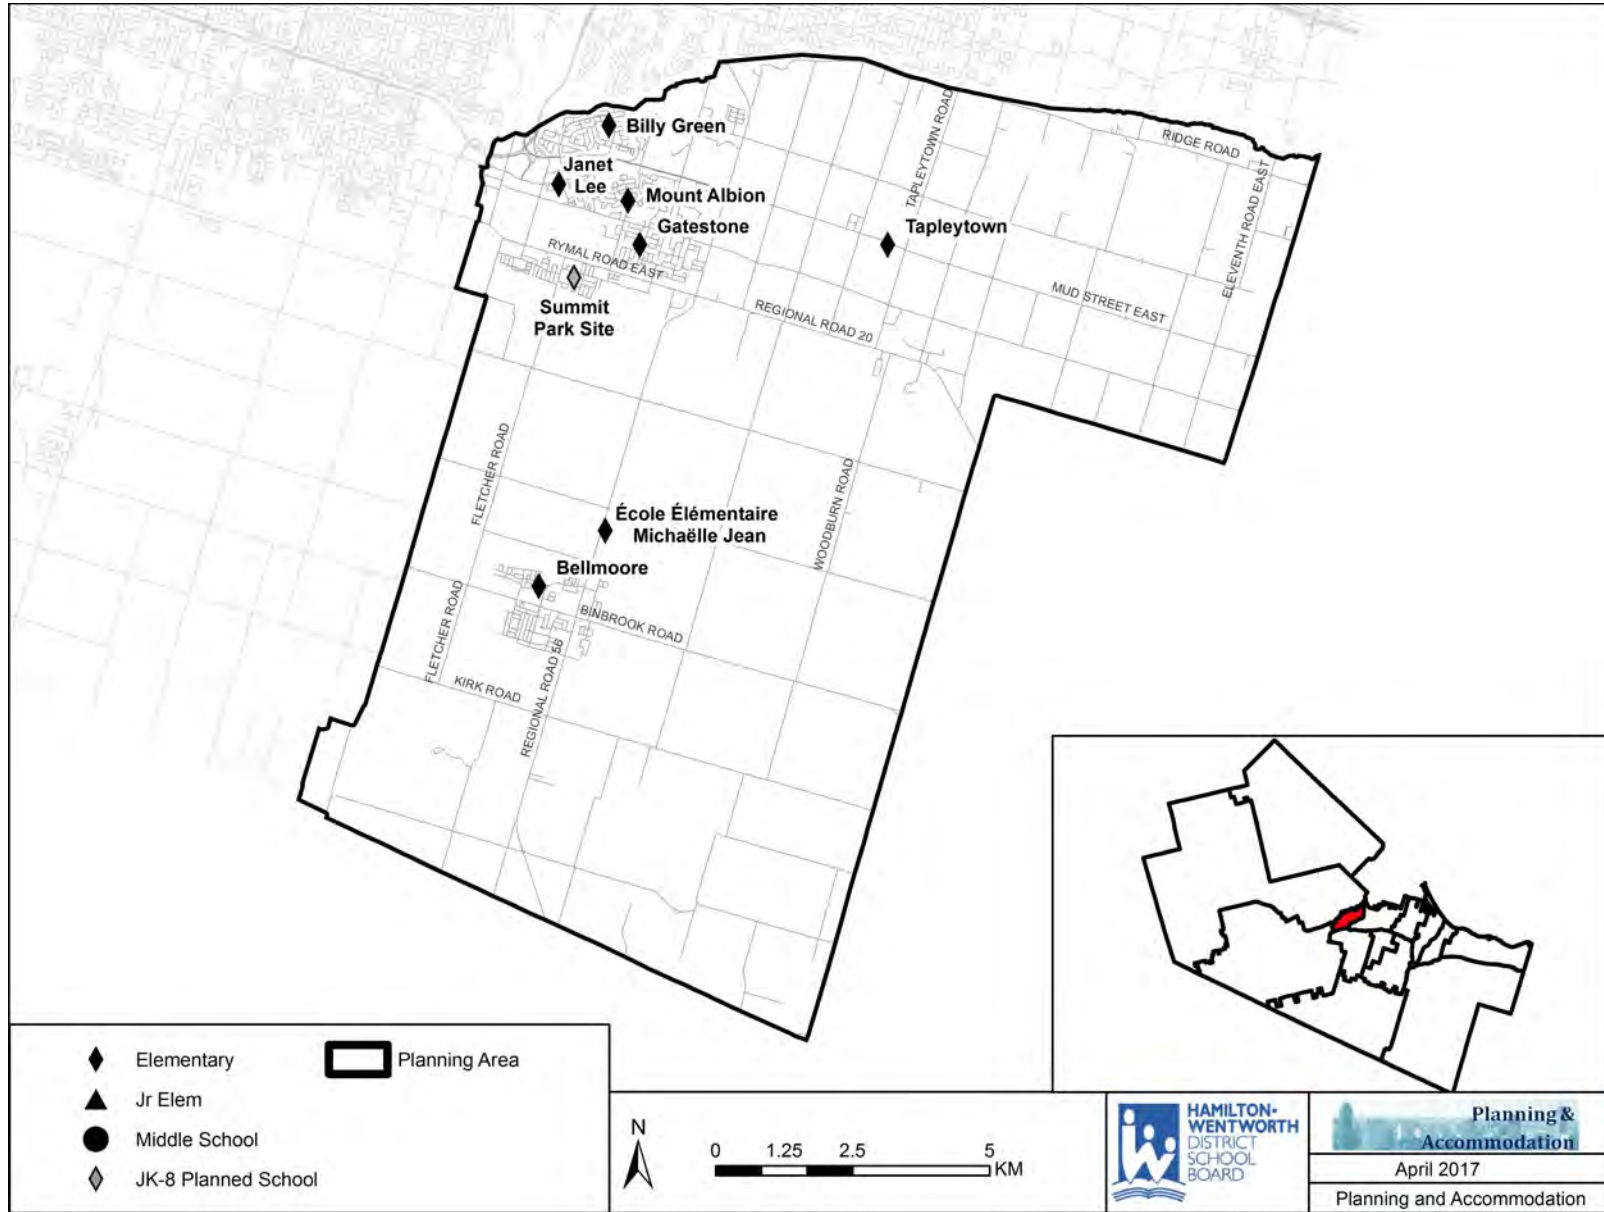 RIDGE ROAD
Billy Green
TAPLEYTOWN ROAD
ELEVENTH ROAD EAST
Janet
Lee
Mount Albion
Gatestone
Tapleytown
RYMAL ROAD EAST
MUD STREET EAST
Summit
Park Site
REGIONAL ROAD 20
FLETCHER ROAD
WOODBURN ROAD
École Élémentaire
Michaëlle Jean
Bellmoore
FLETCHER ROAD
BINBROOK ROAD
REGIONAL ROAD 56
KIRK ROAD
Elementary
Planning Area
Jr Elem
Middle School
JK-8 Planned School
N
0 1.25 2.5 5
KM
HAMILTON-
WENTWORTH
DISTRICT
SCHOOL
BOARD
Planning &
Accommodation
April 2017
Planning and Accommodation